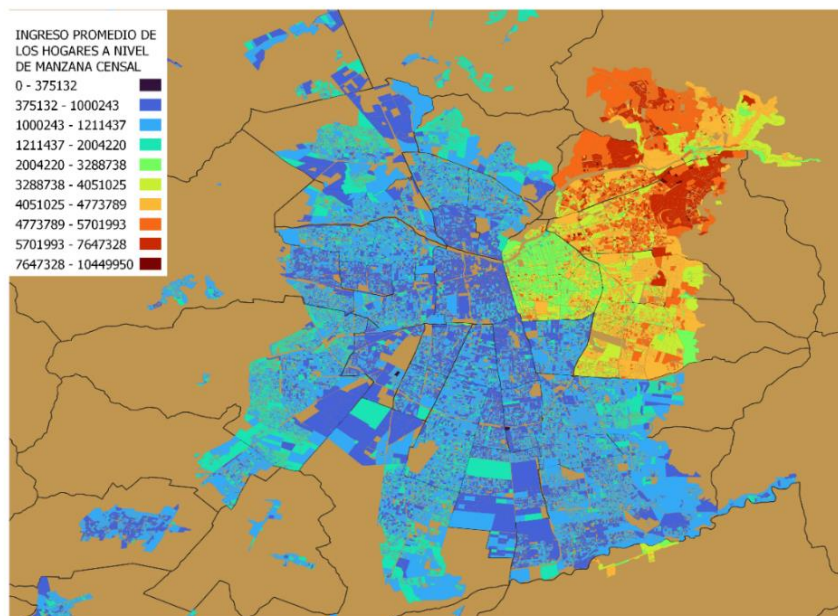 INGRESO PROMEDIO DE
LOS HOGARES A NIVEL
DE MANZANA CENSAL
0 - 375132
375132 - 1000243
1000243 - 1211437
1211437 - 2004220
2004220 - 3288738
3288738 - 4051025
4051025 - 4773789
4773789 - 5701993
5701993 - 7647328
7647328 - 10449950